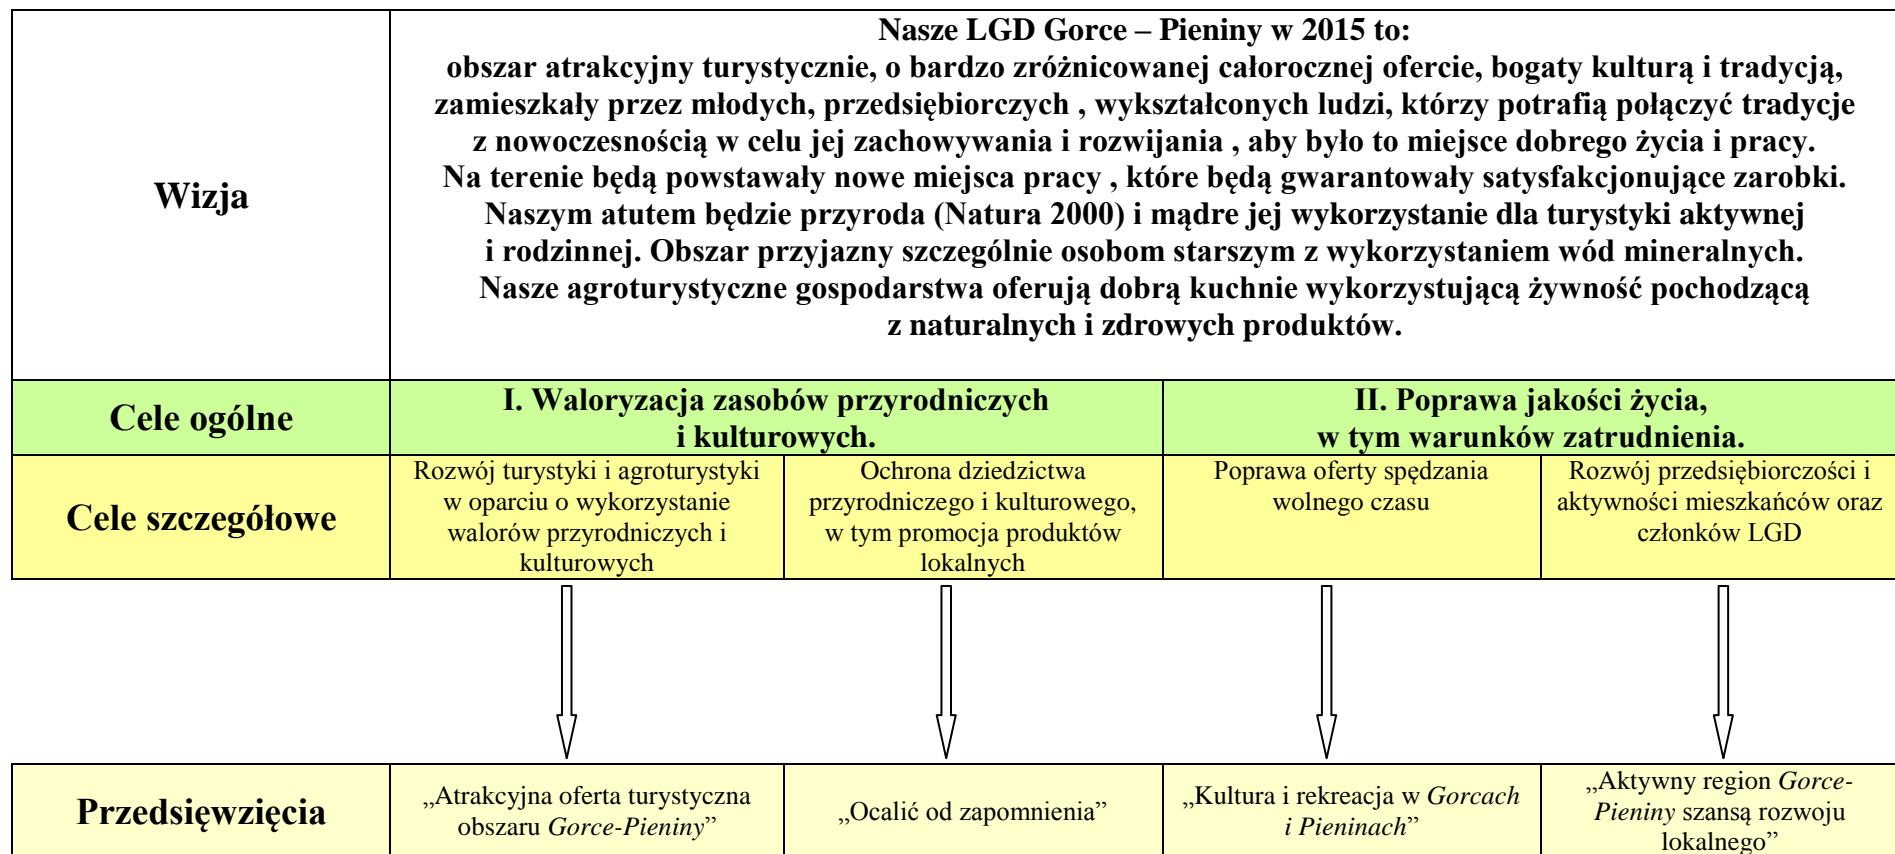 Wizja
Nasze LGD Gorce – Pieniny w 2015 to:
obszar atrakcyjny turystycznie, o bardzo zróżnicowanej całorocznej ofercie, bogaty kulturą i tradycją,
zamieszkały przez młodych, przedsiębiorczych , wykształconych ludzi, którzy potrafią połączyć tradycje
z nowoczesnością w celu jej zachowywania i rozwijania , aby było to miejsce dobrego życia i pracy.
Na terenie będą powstawały nowe miejsca pracy , które będą gwarantowały satysfakcjonujące zarobki.
Naszym atutem będzie przyroda (Natura 2000) i mądre jej wykorzystanie dla turystyki aktywnej
i rodzinnej. Obszar przyjazny szczególnie osobom starszym z wykorzystaniem wód mineralnych.
Nasze agroturystyczne gospodarstwa oferują dobrą kuchnie wykorzystującą żywność pochodzącą
z naturalnych i zdrowych produktów.
Cele ogólne
I. Waloryzacja zasobów przyrodniczych
i kulturowych.
II. Poprawa jakości życia,
w tym warunków zatrudnienia.
Cele szczegółowe
Rozwój turystyki i agroturystyki
w oparciu o wykorzystanie
walorów przyrodniczych i
kulturowych
Ochrona dziedzictwa
przyrodniczego i kulturowego,
w tym promocja produktów
lokalnych
Poprawa oferty spędzania
wolnego czasu
Rozwój przedsiębiorczości i
aktywności mieszkańców oraz
członków LGD
Przedsięwzięcia
„Atrakcyjna oferta turystyczna
obszaru Gorce-Pieniny”
„Ocalić od zapomnienia”
„Kultura i rekreacja w Gorcach
i Pieninach”
„Aktywny region Gorce-
Pieniny szansą rozwoju
lokalnego”